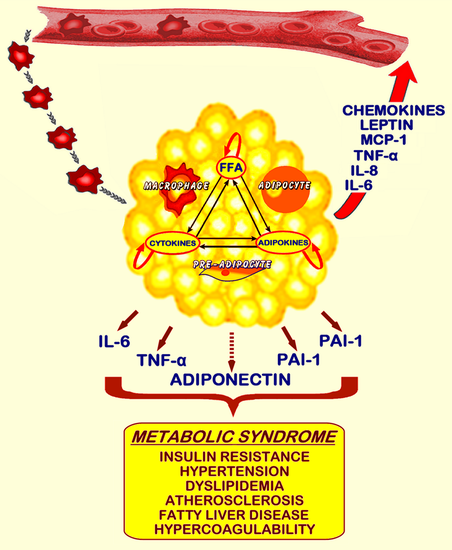 CHEMOKINES
LEPTIN
MCP-1
TNF-α
IL-8
IL-6
FFA
MACROPHAGE
ADIPOCYTE
CYTOKINES
ADIPOKINES
PRE-ADIPOCYTE
IL-6
TNF-α
ADIPONECTIN
PAI-1
PAI-1
METABOLIC SYNDROME
INSULIN RESISTANCE
HYPERTENSION
DYSLIPIDEMIA
ATHEROSCLEROSIS
FATTY LIVER DISEASE
HYPERCOAGULABILITY